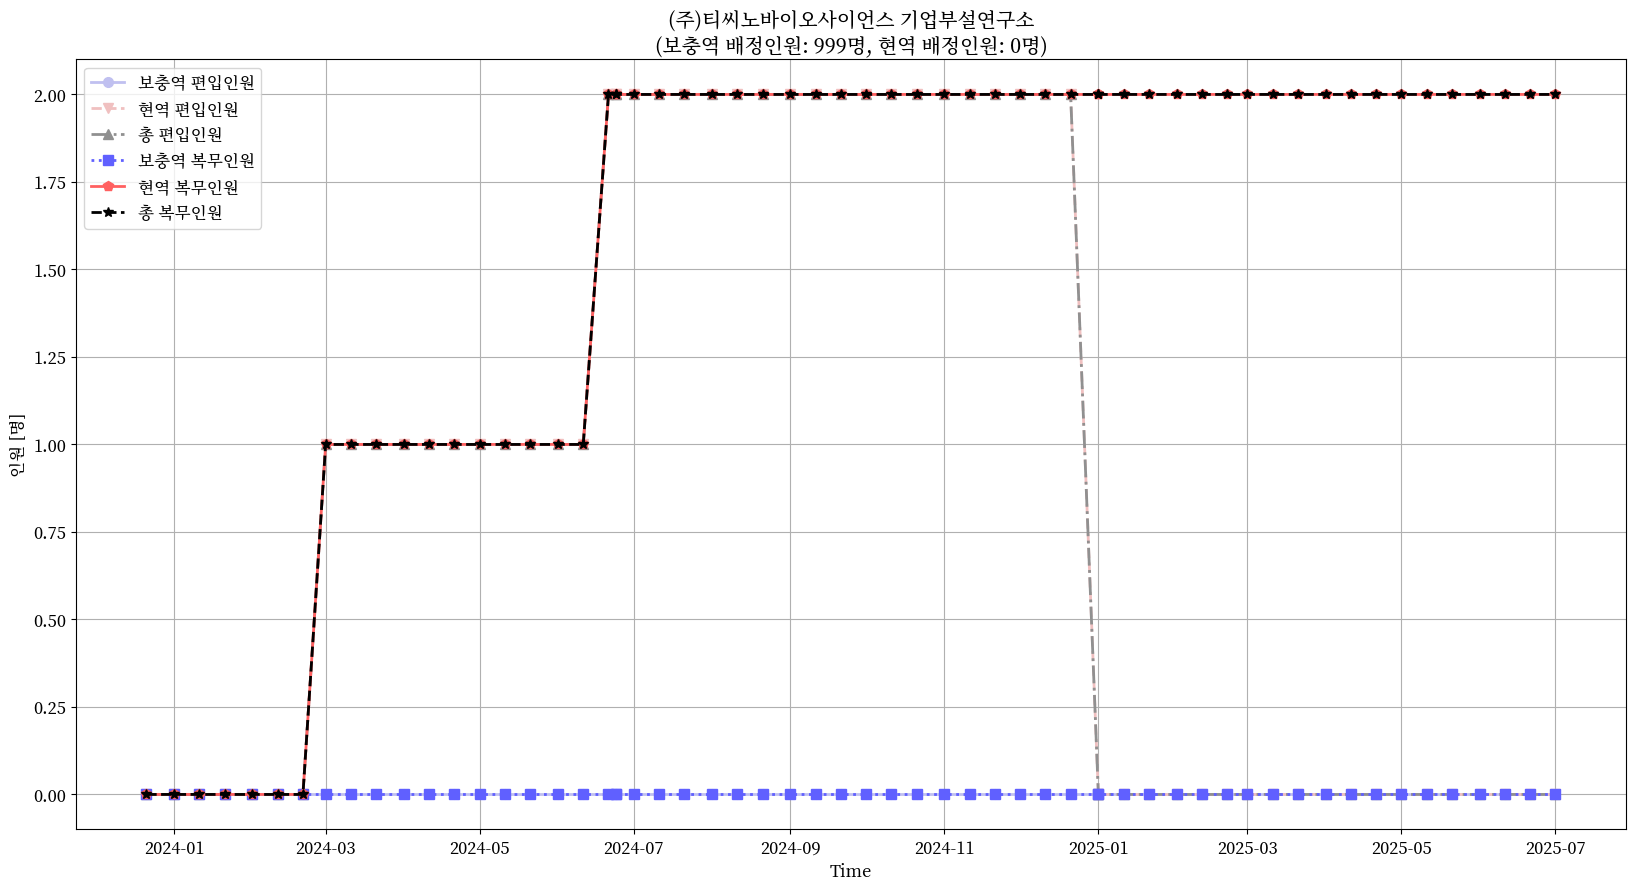 (주)티씨노바이오사이언스 기업부설연구소
(보충역 배정인원: 999명, 현역 배정인원: 0명)
보충역 편입인원
현역 편입인원
총 편입인원
보충역 복무인원
현역 복무인원
총 복무인원
2.00
1.75
1.50
1.25
1.00
0.75
0.50
0.25
0.00
인원 [명]
2024-01
2024-03
2024-05
2024-07
2024-09
2024-11
2025-01
2025-03
2025-05
2025-07
Time